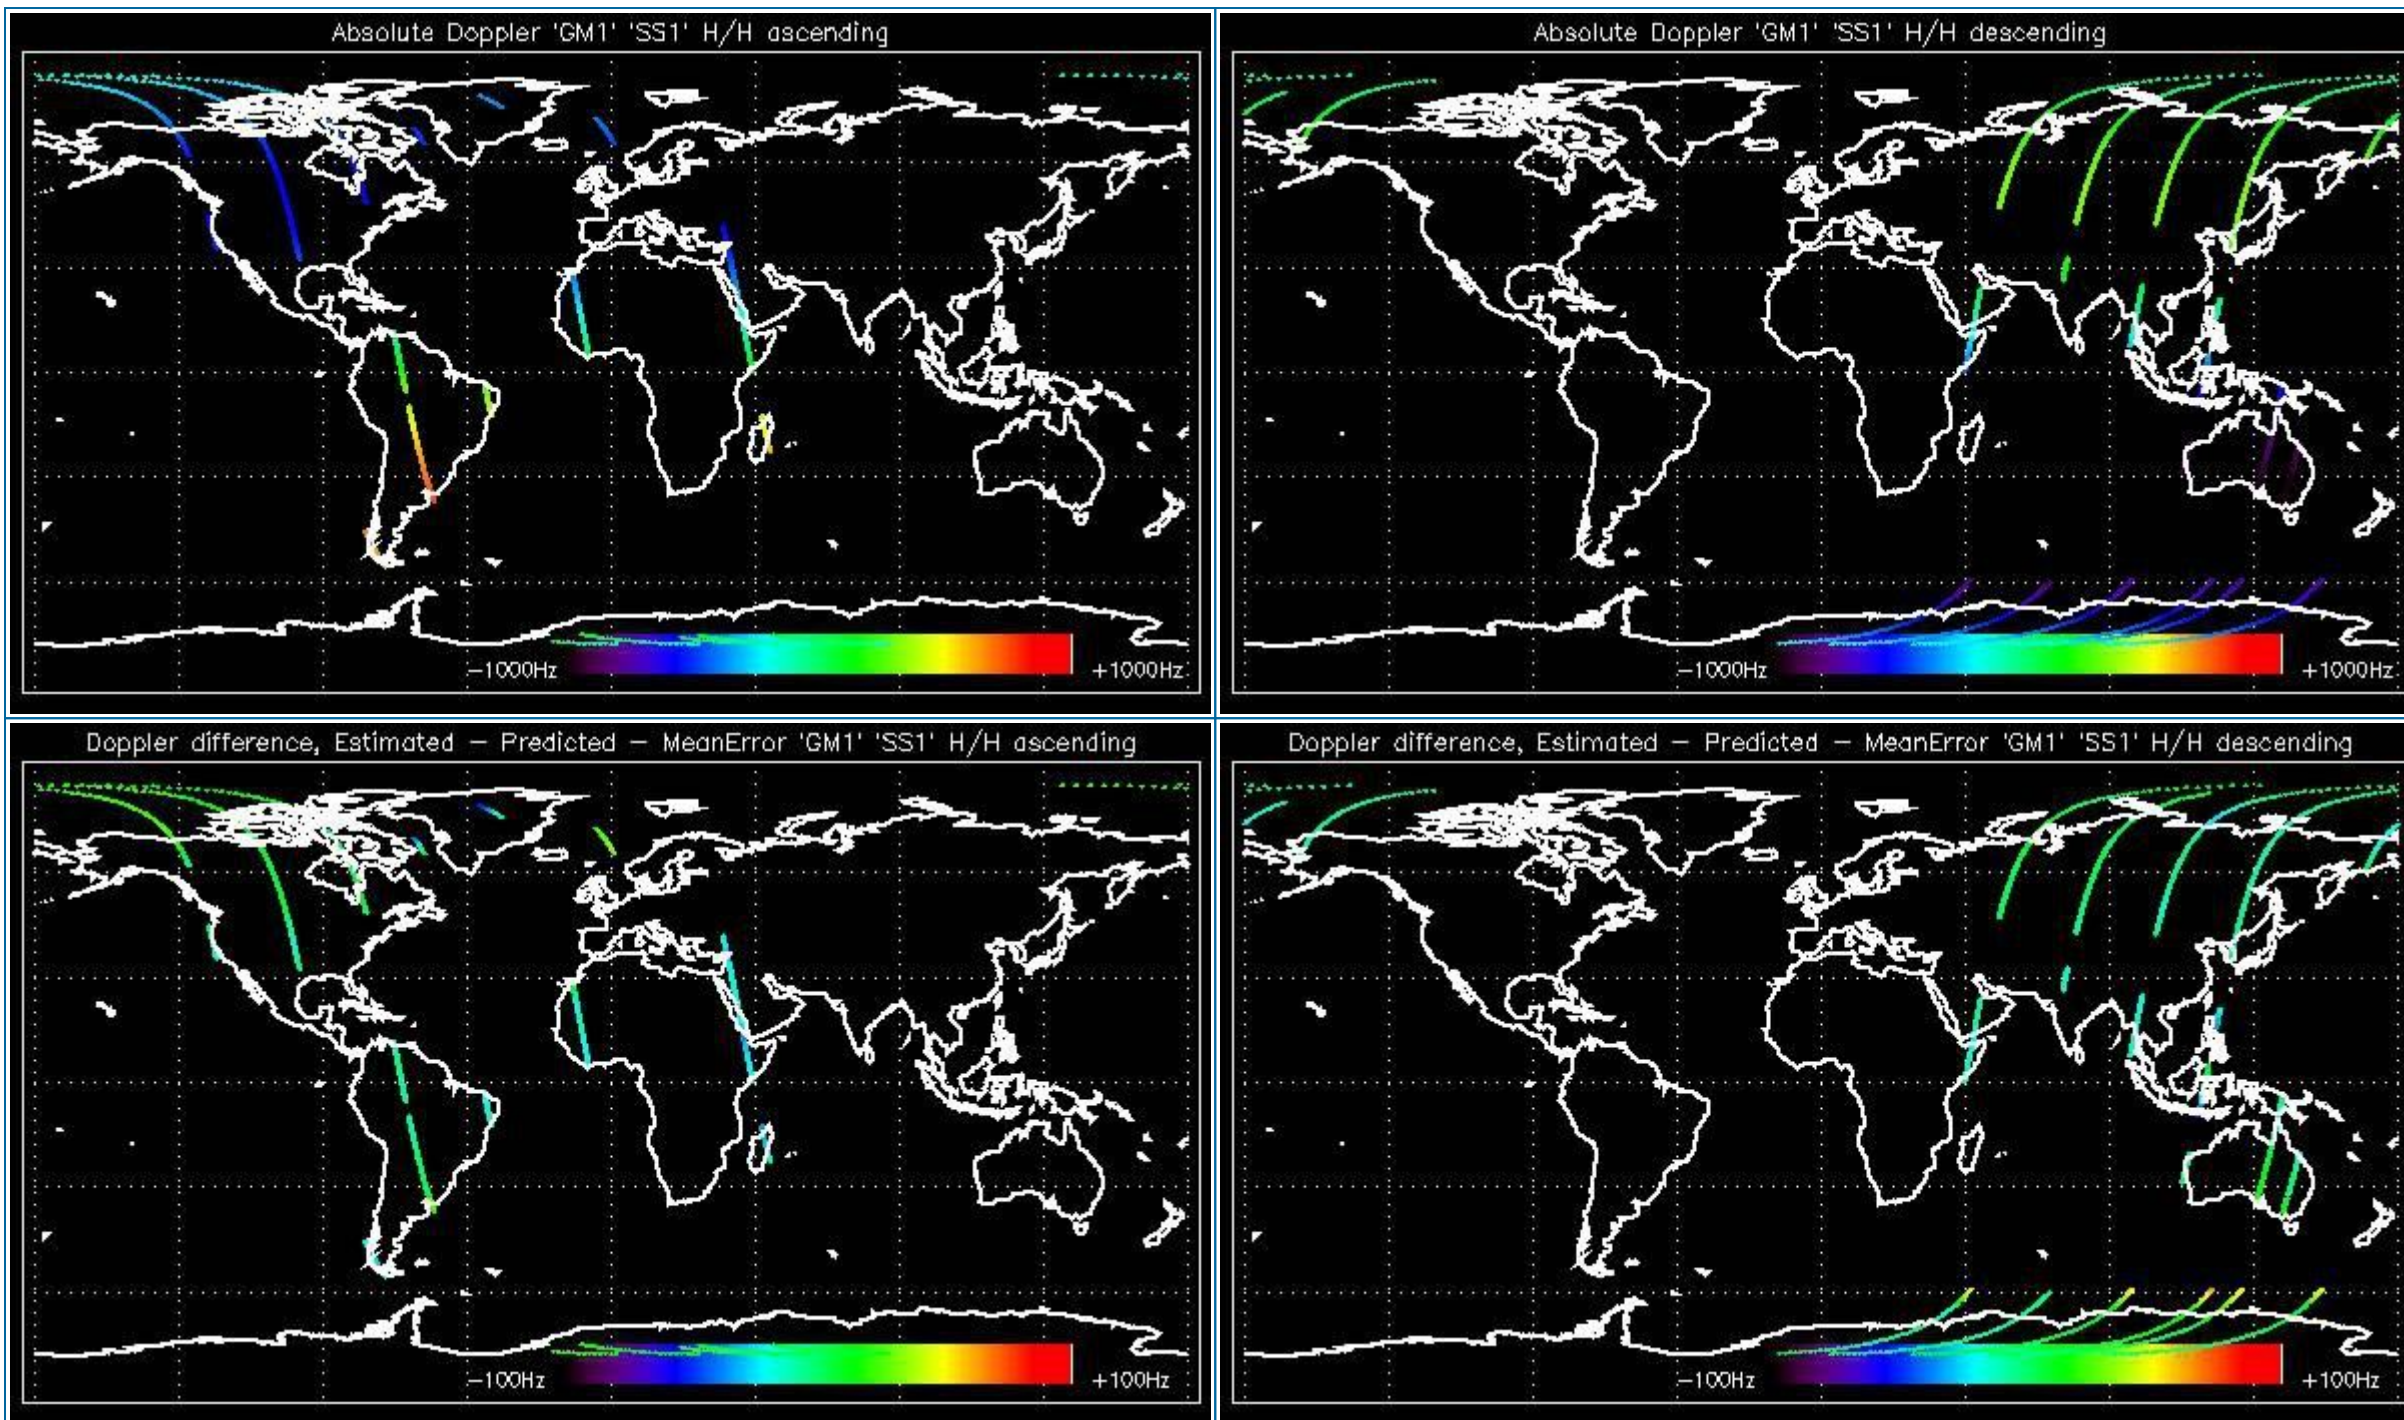 Absolute Doppler 'GM1' 'SS1' H/H ascending
-1000Hz
+1000Hz
Absolute Doppler 'GM1' 'SS1' H/H descending
-1000Hz
+1000Hz
Doppler difference, Estimated - Predicted - MeanError 'GM1' 'SS1' H/H ascending
-100Hz
+100Hz
Doppler difference, Estimated - Predicted - MeanError 'GM1' 'SS1' H/H descending
-100Hz
+100Hz